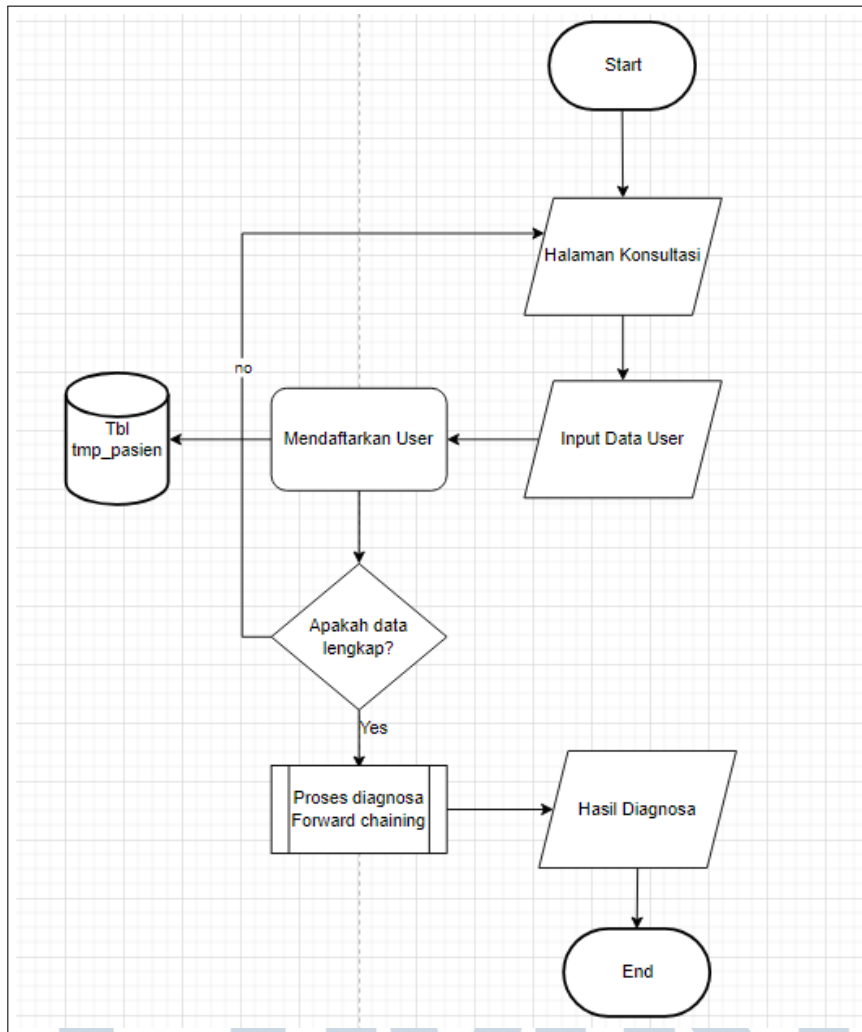 Start
Halaman Konsultasi
no
Tbl
tmp_pasien
Mendaftarkan User
Input Data User
Apakah data
lengkap?
Yes
Proses diagnosa
Forward chaining
Hasil Diagnosa
End